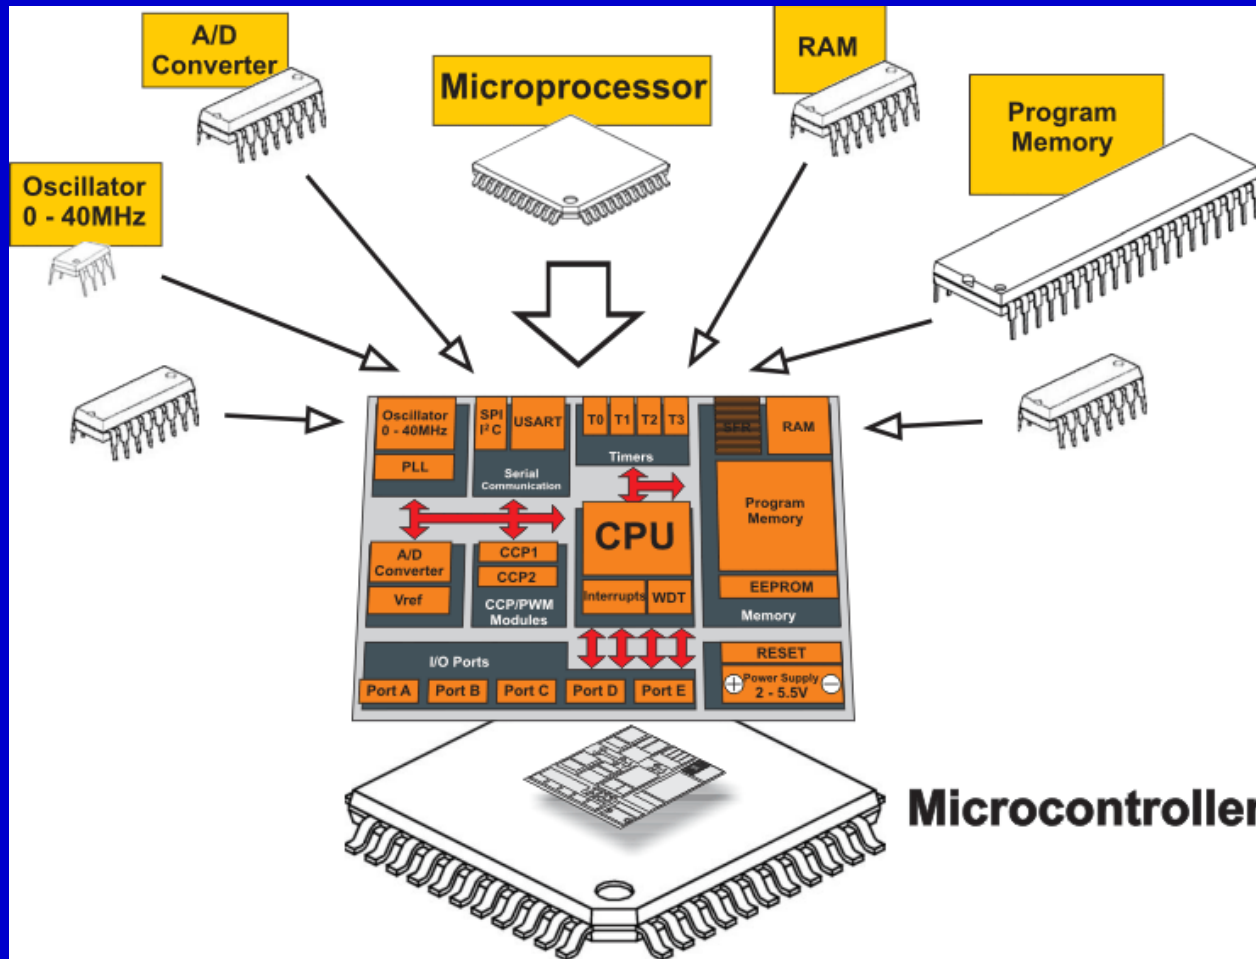 A/D
Converter
Microprocessor
RAM
Program
Memory
Oscillator
0 - 40MHz
Oscillator
0 - 40MHz
PLL
SPI
I²C
USART
Serial
Communication
T0 T1 T2 T3
Timers
SFR
RAM
Program
Memory
EEPROM
Memory
A/D
Converter
Vref
CCP1
CCP2
CCP/PWM
Modules
CPU
Interrupts WDT
I/O Ports
Port A Port B Port C Port D Port E
RESET
Power Supply
2 - 5.5V
+ −
Microcontroller